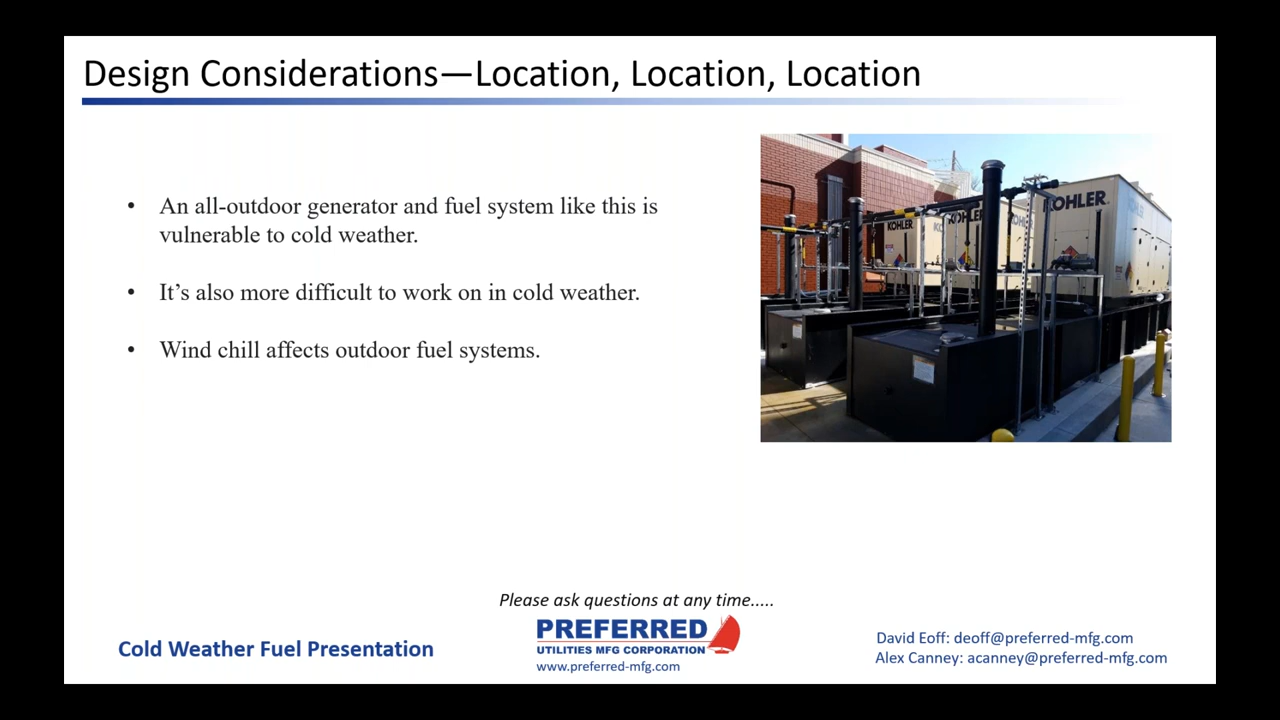 Design Considerations—Location, Location, Location
• An all-outdoor generator and fuel system like this is
vulnerable to cold weather.
• It’s also more difficult to work on in cold weather.
• Wind chill affects outdoor fuel systems.
KOHLER
KOHLER
KOHLER
Please ask questions at any time.....
Cold Weather Fuel Presentation
PREFERRED
UTILITIES MFG CORPORATION
www.preferred-mfg.com
David Eoff: deoff@preferred-mfg.com
Alex Canney: acanney@preferred-mfg.com